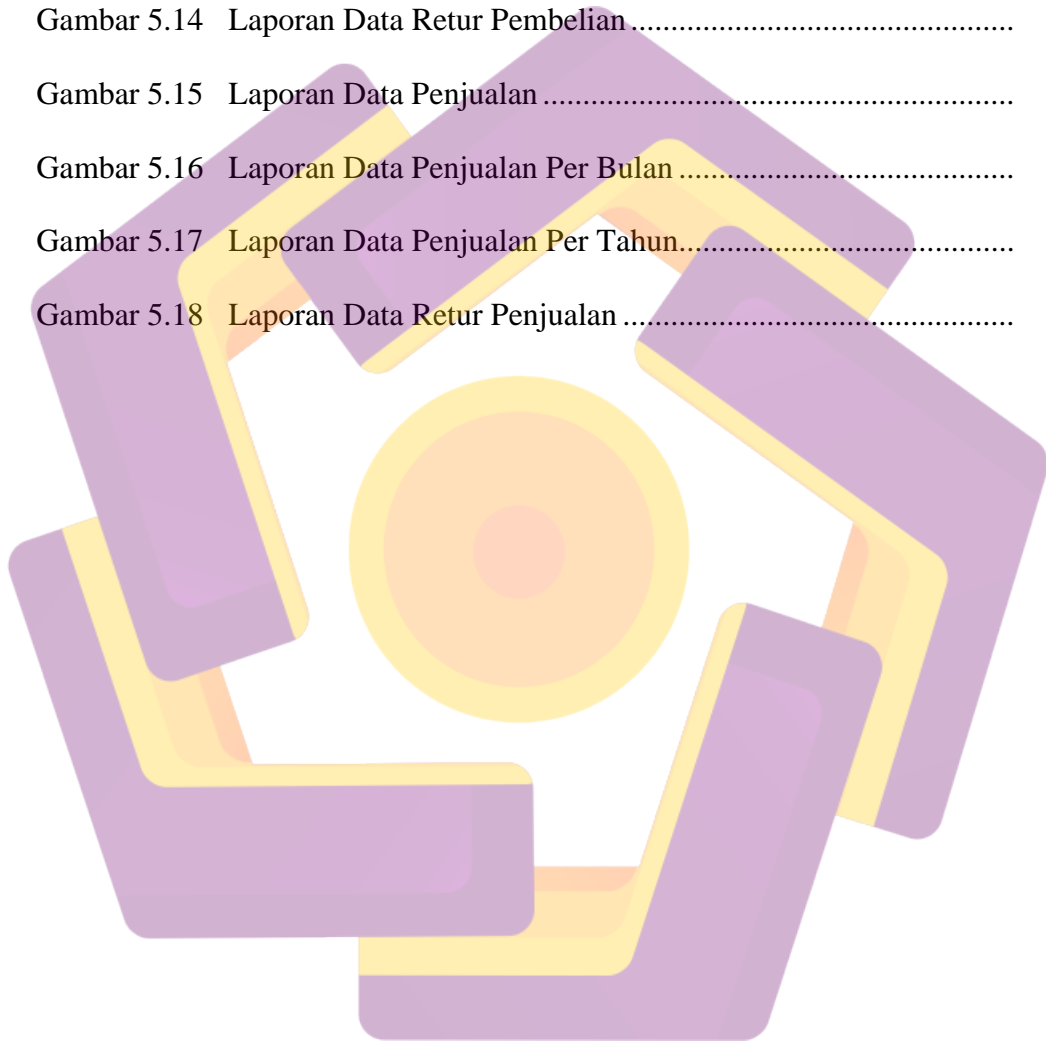 Gambar 5.14 Laporan Data Retur Pembelian.........................................
Gambar 5.15 Laporan Data Penjualan..................................................
Gambar 5.16 Laporan Data Penjualan Per Bulan....................................
Gambar 5.17 Laporan Data Penjualan Per Tahun....................................
Gambar 5.18 Laporan Data Retur Penjualan..........................................